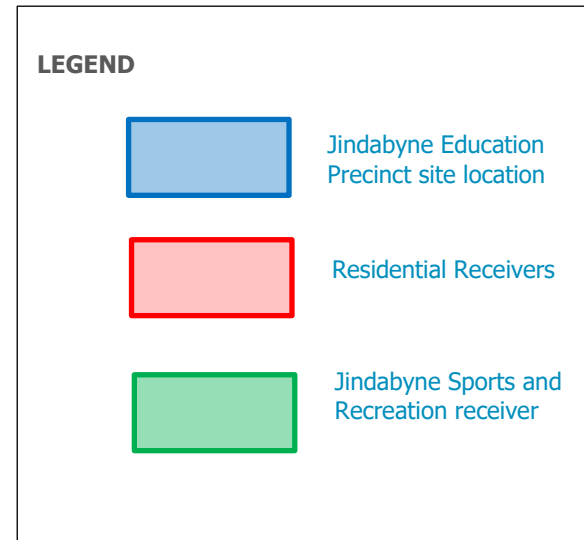 LEGEND
Jindabyne Education
Precinct site location
Residential Receivers
Jindabyne Sports and
Recreation receiver